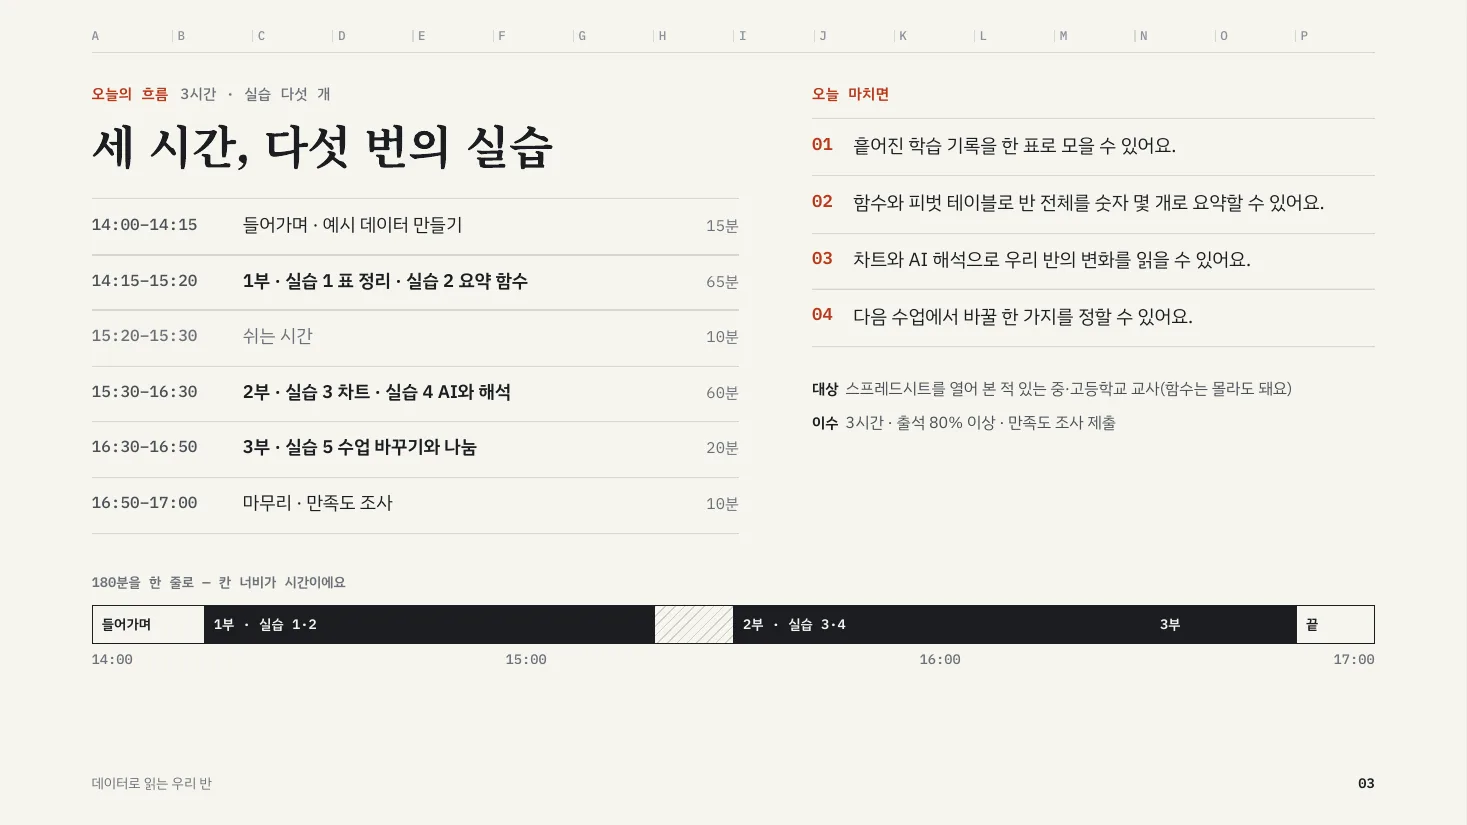 A B C D E F G H I J K L M N O P
오늘의 흐름 3시간 · 실습 다섯 개
세 시간, 다섯 번의 실습
14:00–14:15 들어가며 · 예시 데이터 만들기 15분
14:15–15:20 1부 · 실습 1 표 정리 · 실습 2 요약 함수 65분
15:20–15:30 쉬는 시간 10분
15:30–16:30 2부 · 실습 3 차트 · 실습 4 AI와 해석 60분
16:30–16:50 3부 · 실습 5 수업 바꾸기와 나눔 20분
16:50–17:00 마무리 · 만족도 조사 10분
오늘 마치면
01 흩어진 학습 기록을 한 표로 모을 수 있어요.
02 함수와 피벗 테이블로 반 전체를 숫자 몇 개로 요약할 수 있어요.
03 차트와 AI 해석으로 우리 반의 변화를 읽을 수 있어요.
04 다음 수업에서 바꿀 한 가지를 정할 수 있어요.
대상 스프레드시트를 열어 본 적 있는 중·고등학교 교사(함수는 몰라도 돼요)
이수 3시간 · 출석 80% 이상 · 만족도 조사 제출
180분을 한 줄로 — 칸 너비가 시간이에요
들어가며 1부 · 실습 1·2 2부 · 실습 3·4 3부 끝
14:00 15:00 16:00 17:00
데이터로 읽는 우리 반 03